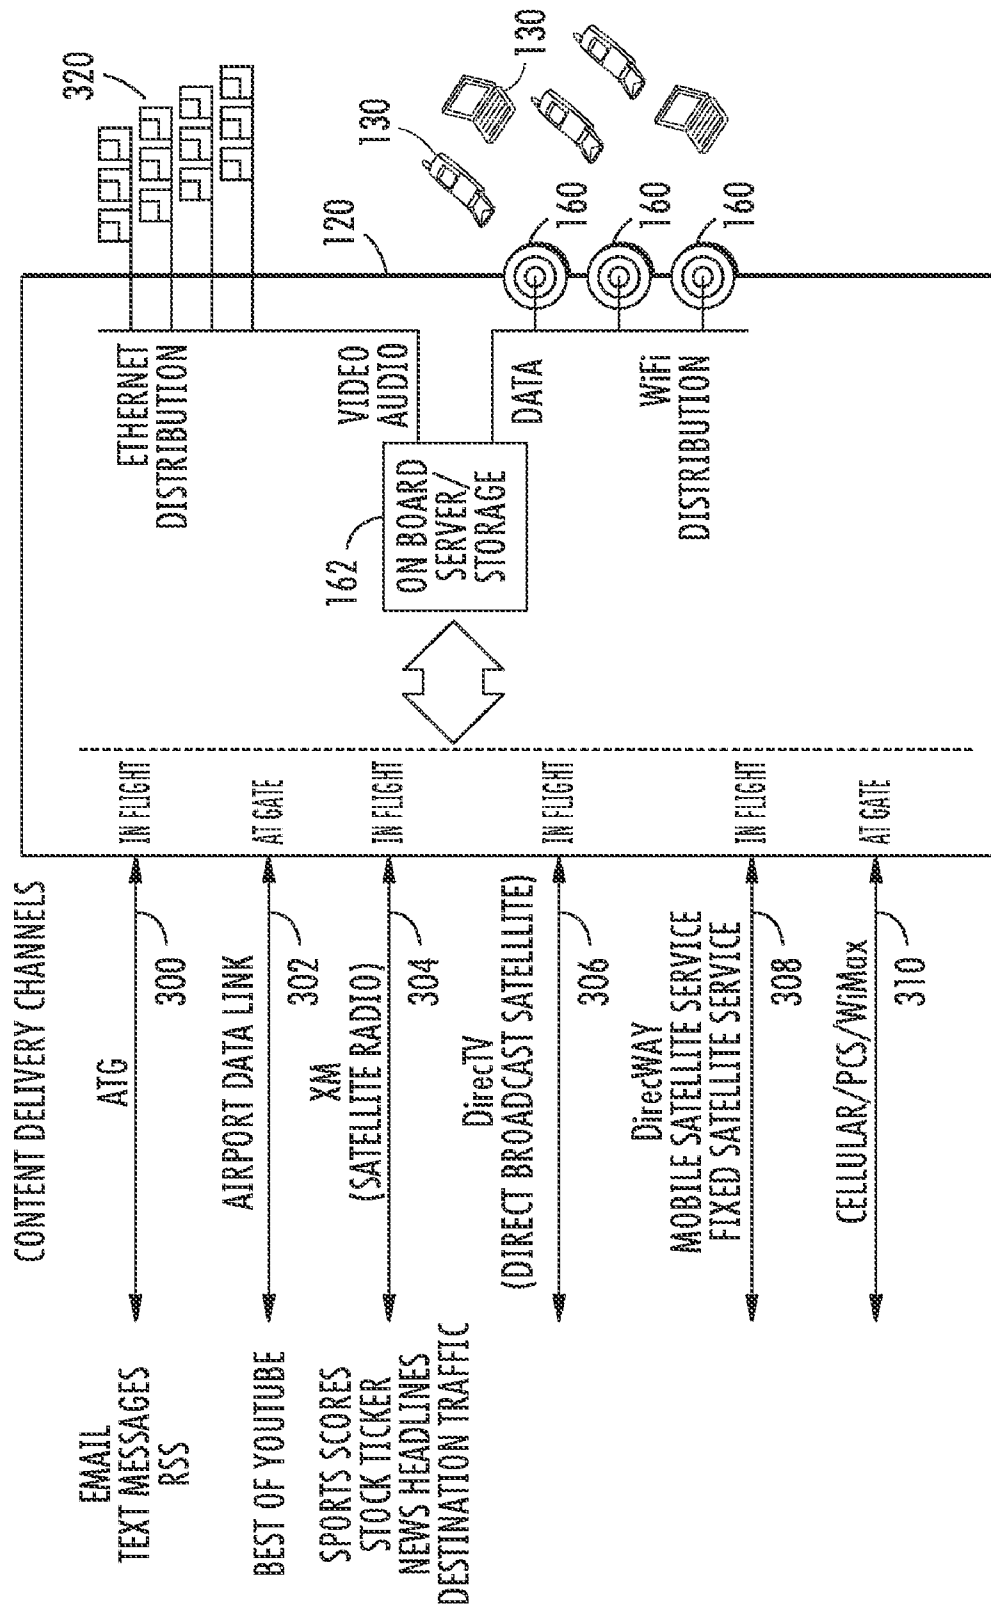 CONTENT DELIVERY CHANNELS
EMAIL
TEXT MESSAGES
RSS
ATG
300
IN FLIGHT
BEST OF YOUTUBE
AIRPORT DATA LINK
302
AT GATE
SPORTS SCORES
STOCK TICKER
NEWS HEADLINES
DESTINATION TRAFFIC
XM
(SATELLITE RADIO)
304
IN FLIGHT
DirecTV
(DIRECT BROADCAST SATELLLITE)
306
IN FLIGHT
DirecWAY
MOBILE SATELLITE SERVICE
FIXED SATELLITE SERVICE
308
IN FLIGHT
CELLULAR/PCS/WiMax
310
AT GATE
162
ON BOARD
SERVER/
STORAGE
ETHERNET
DISTRIBUTION
VIDEO
AUDIO
DATA
WiFi
DISTRIBUTION
320
120
130
130
160
160
160